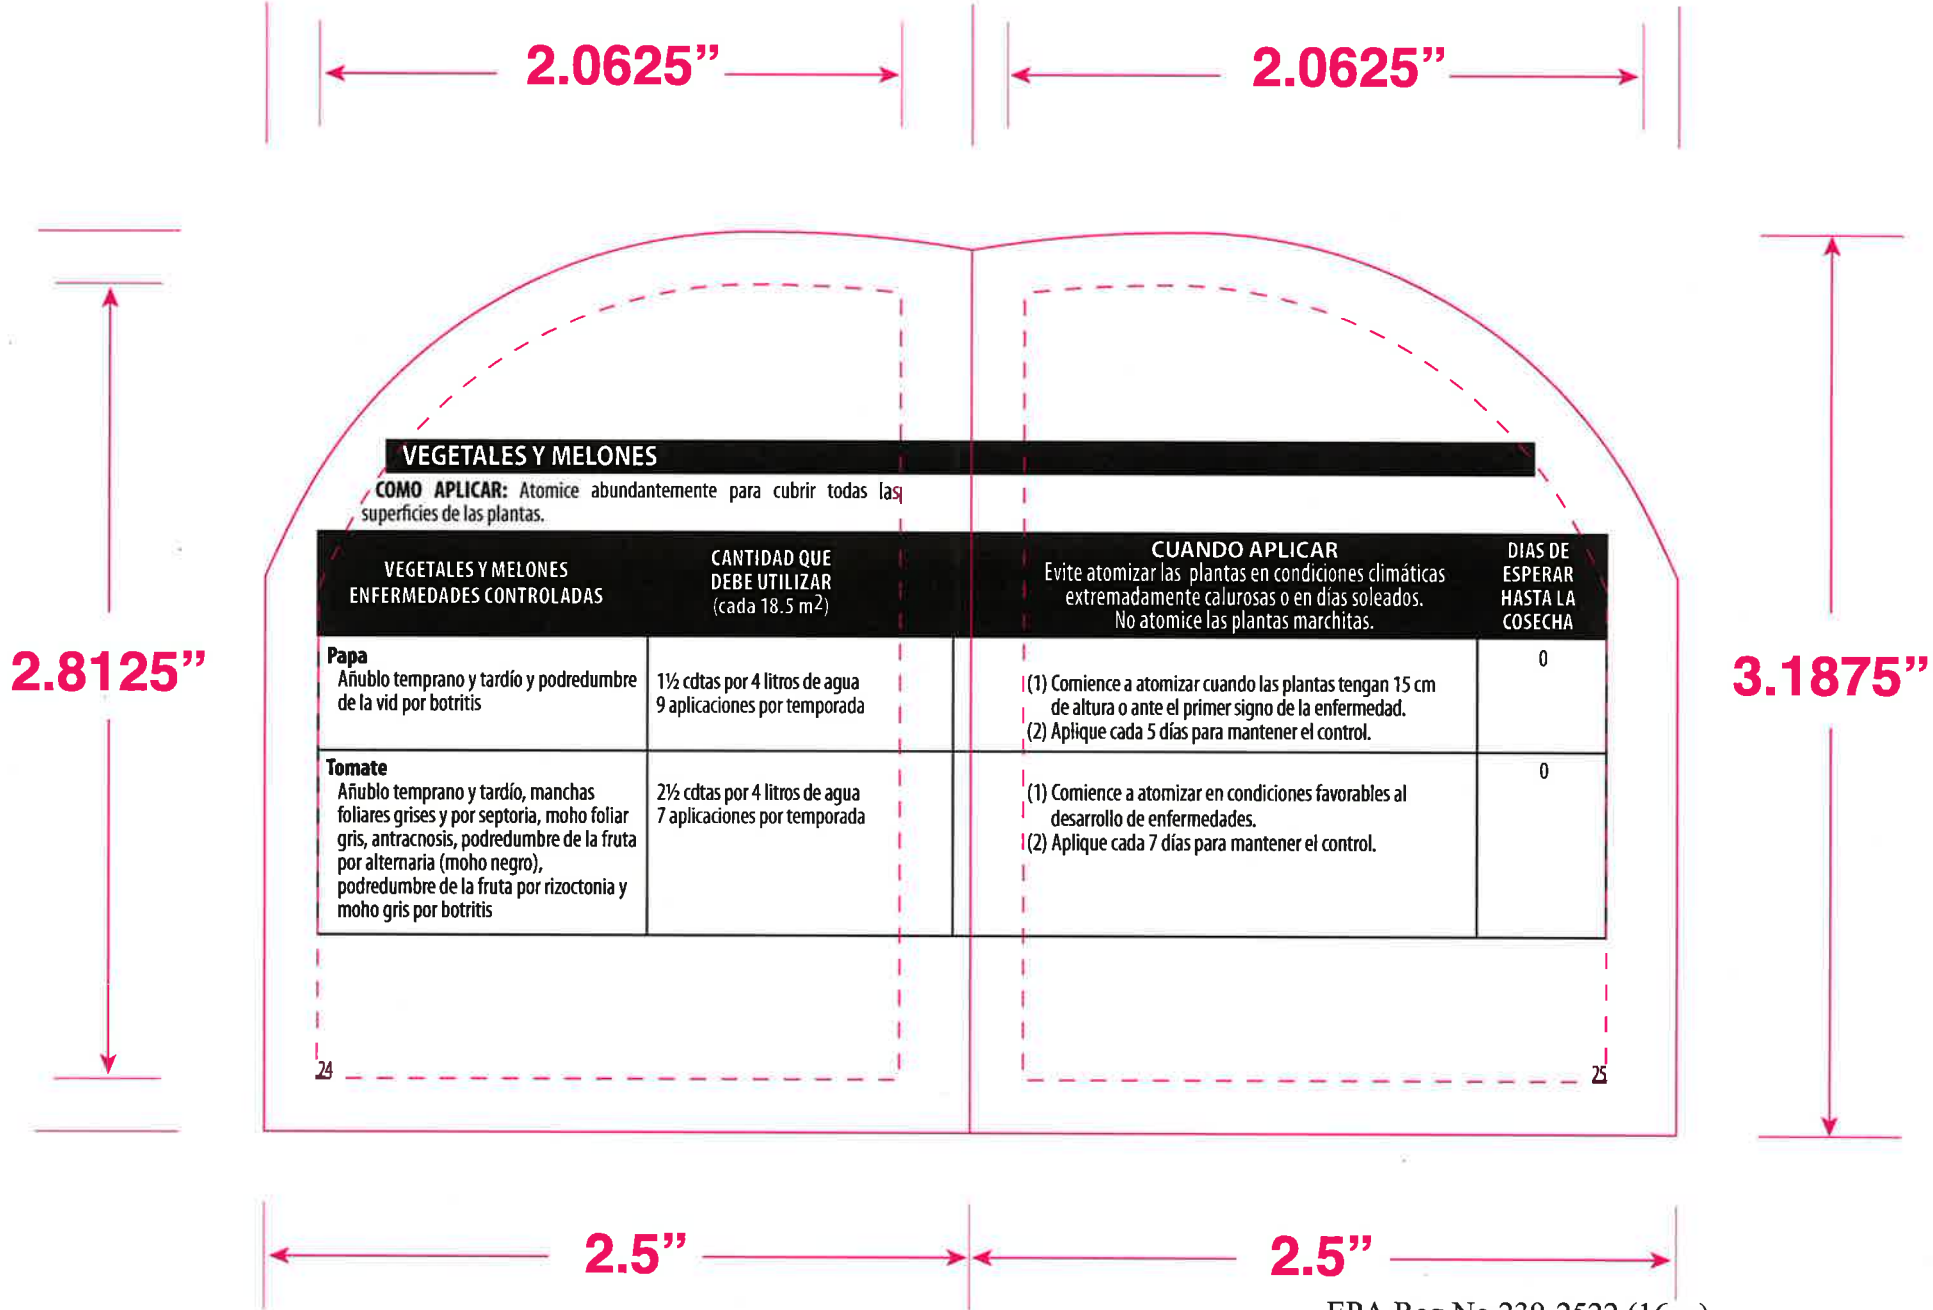 2.0625”
2.0625”
VEGETALES Y MELONES
COMO APLICAR: Atomice abundantemente para cubrir todas las
superficies de las plantas.
VEGETALES Y MELONES
ENFERMEDADES CONTROLADAS
CANTIDAD QUE
DEBE UTILIZAR
(cada 18.5 m2)
CUANDO APLICAR
Evite atomizar las plantas en condiciones climáticas
extremadamente calurosas o en días soleados.
No atomice las plantas marchitas.
DIAS DE
ESPERAR
HASTA LA
COSECHA
Papa
Añublo temprano y tardío y podredumbre
de la vid por botritis
1½ cdtas por 4 litros de agua
9 aplicaciones por temporada
(1) Comience a atomizar cuando las plantas tengan 15 cm
de altura o ante el primer signo de la enfermedad.
(2) Aplique cada 5 días para mantener el control.
0
Tomate
Añublo temprano y tardío, manchas
foliares grises y por septoria, moho foliar
gris, antracnosis, podredumbre de la fruta
por alternaria (moho negro),
podredumbre de la fruta por rizoctonia y
moho gris por botritis
2½ cdtas por 4 litros de agua
7 aplicaciones por temporada
(1) Comience a atomizar en condiciones favorables al
desarrollo de enfermedades.
(2) Aplique cada 7 días para mantener el control.
0
2.8125”
3.1875”
24
25
2.5”
2.5”
EPA Reg No 239-2522 (16